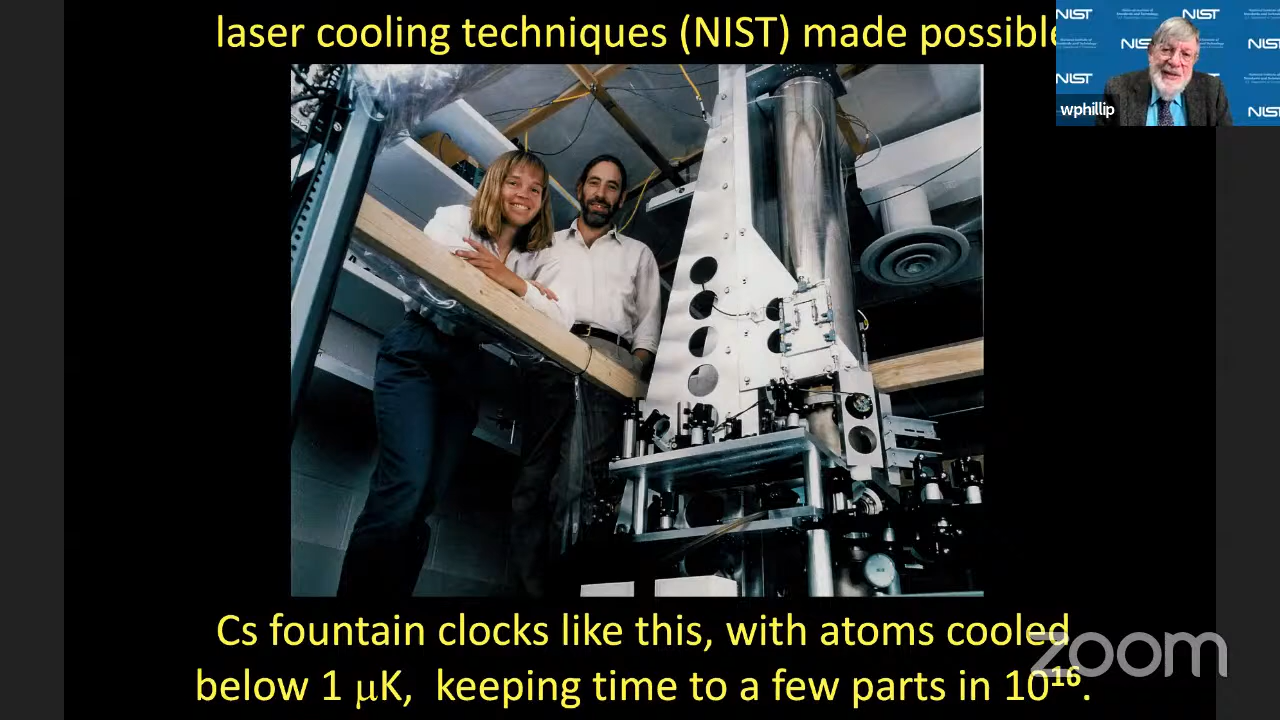 laser cooling techniques (NIST) made possible
NIST
NIST
NIST
NIST
NIST
NIST
wphillip
Cs fountain clocks like this, with atoms cooled
below 1 µK, keeping time to a few parts in 10¹⁶.
zoom